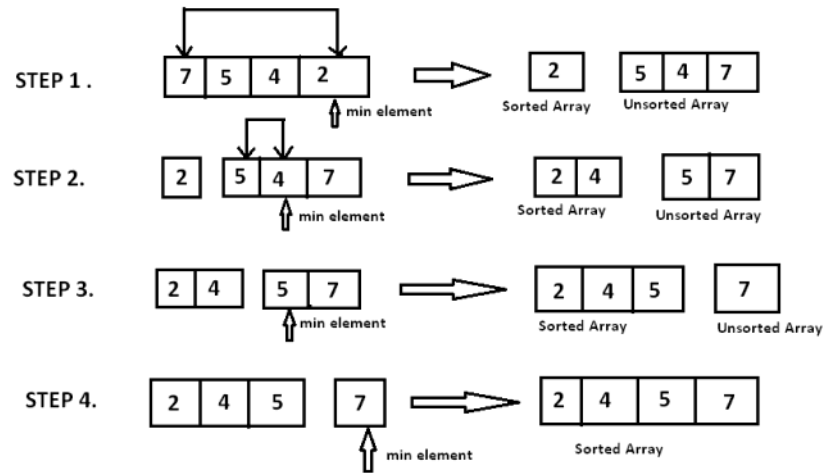 STEP 1 . 7 5 4 2 2 5 4 7
min element Sorted Array Unsorted Array
STEP 2. 2 5 4 7 2 4 5 7
min element Sorted Array Unsorted Array
STEP 3. 2 4 5 7 2 4 5 7
min element Sorted Array Unsorted Array
STEP 4. 2 4 5 7 2 4 5 7
min element Sorted Array